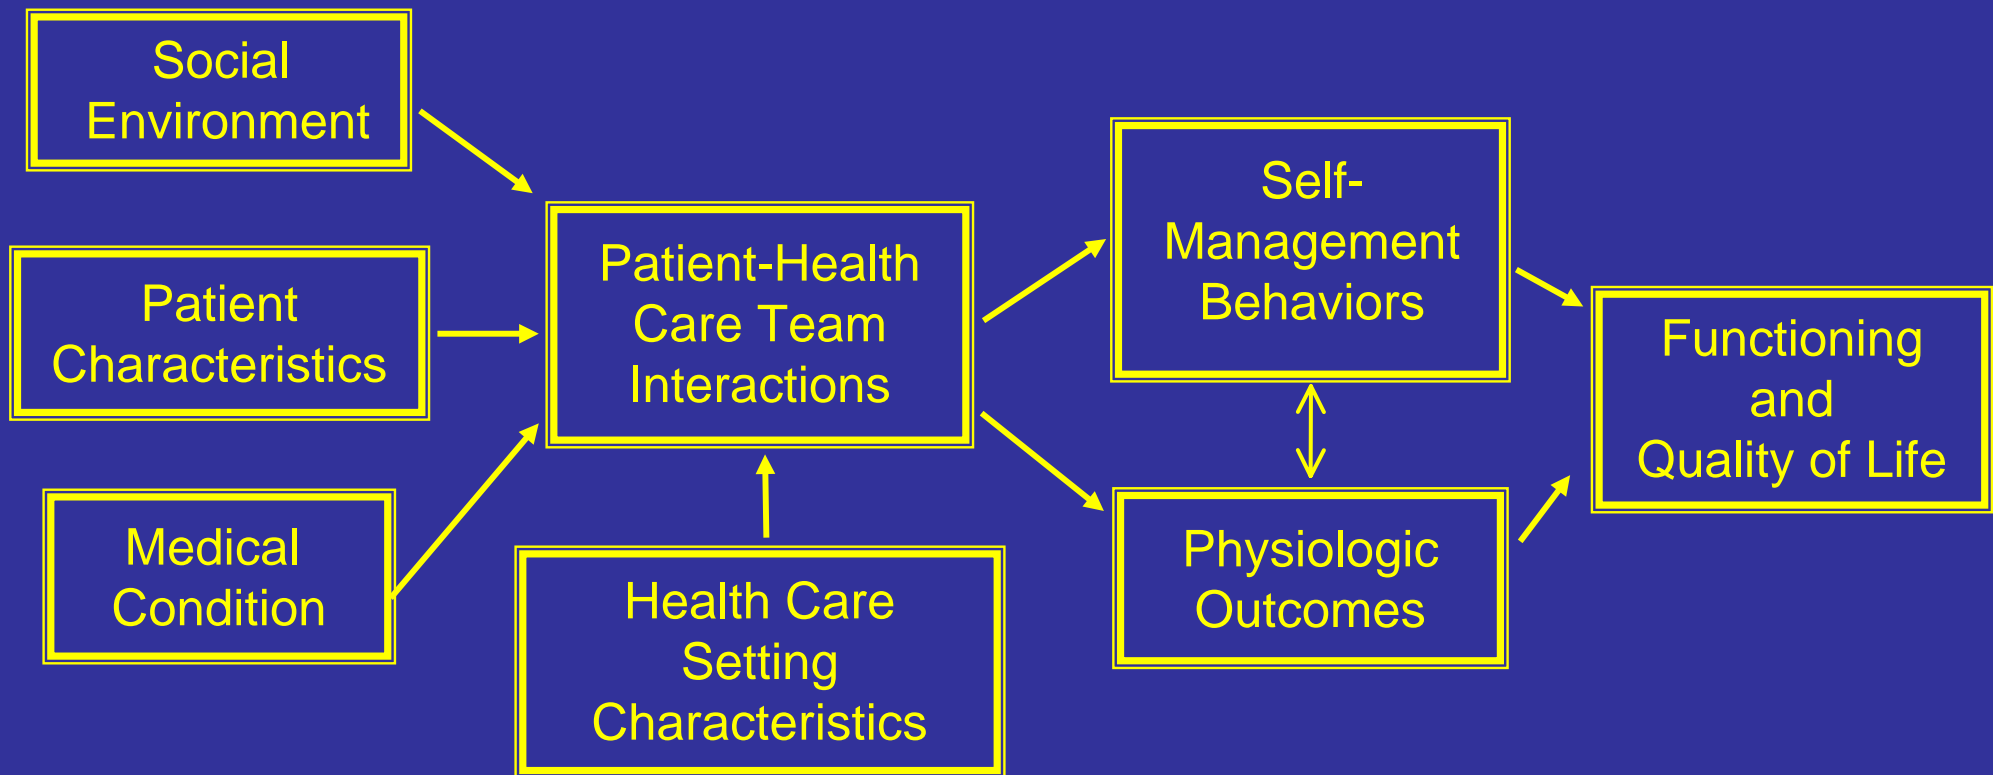 Social
Environment
Patient
Characteristics
Medical
Condition
Patient-Health
Care Team
Interactions
Health Care
Setting
Characteristics
Self-
Management
Behaviors
Physiologic
Outcomes
Functioning
and
Quality of Life